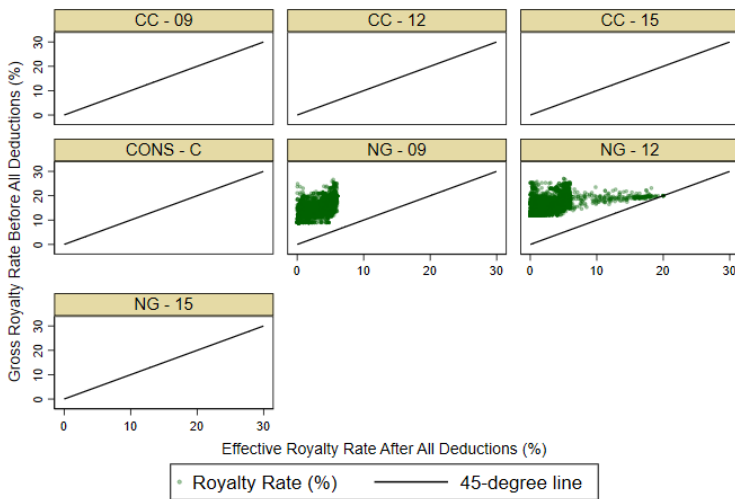 CC - 09
CC - 12
CC - 15
30
20
10
0
CONS - C
NG - 09
NG - 12
30
20
10
0
0
10
20
30
0
10
20
30
NG - 15
30
20
10
0
0
10
20
30
Gross Royalty Rate Before All Deductions (%)
Effective Royalty Rate After All Deductions (%)
Royalty Rate (%)
45-degree line